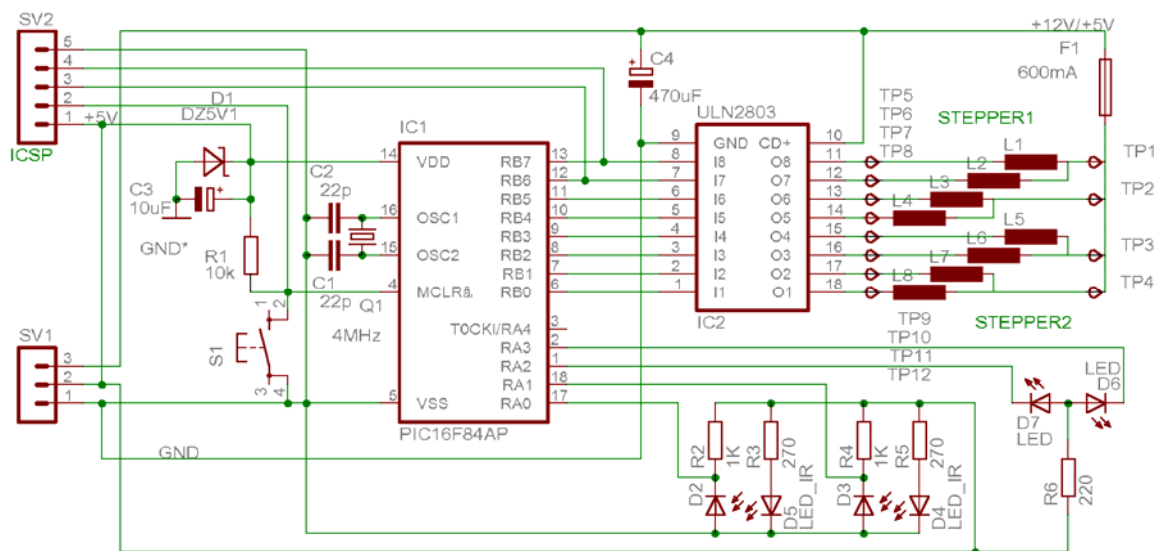 SV2
5
4
3
2
1
+5V
ICSP
D1
DZ5V1
C3
10uF
GND*
R1
10k
C2
22p
C1
22p
Q1
4MHz
S1
1
2
3
4
SV1
3
2
1
GND
IC1
14
VDD
16
OSC1
15
OSC2
4
MCLRâ
5
VSS
RB7
13
RB6
12
RB5
11
RB4
10
RB3
9
RB2
8
RB1
7
RB0
6
T0CKI/RA4
3
RA3
2
RA2
1
RA1
18
RA0
17
PIC16F84AP
C4
470uF
ULN2803
9
GND
CD+
10
8
I8
O8
11
7
I7
O7
12
6
I6
O6
13
5
I5
O5
14
4
I4
O4
15
3
I3
O3
16
2
I2
O2
17
1
I1
O1
18
IC2
+12V/+5V
F1
600mA
TP5
TP6
TP7
TP8
STEPPER1
L1
L2
L3
L4
L5
L6
L7
L8
TP1
TP2
TP3
TP4
STEPPER2
TP9
TP10
TP11
TP12
LED
D6
D7
LED
R2
1K
R3
270
R4
1K
R5
270
R6
220
D2
D5
LED_IR
D3
D4
LED_IR